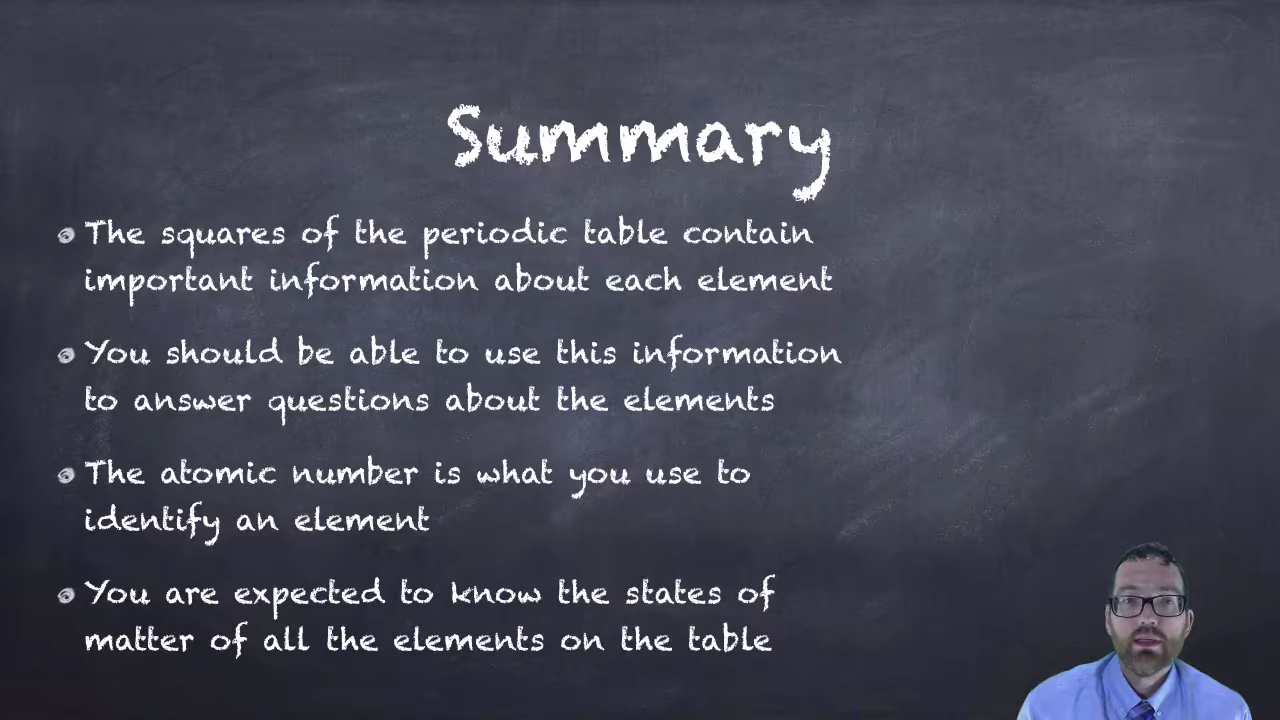 Summary
The squares of the periodic table contain
important information about each element
You should be able to use this information
to answer questions about the elements
The atomic number is what you use to
identify an element
You are expected to know the states of
matter of all the elements on the table